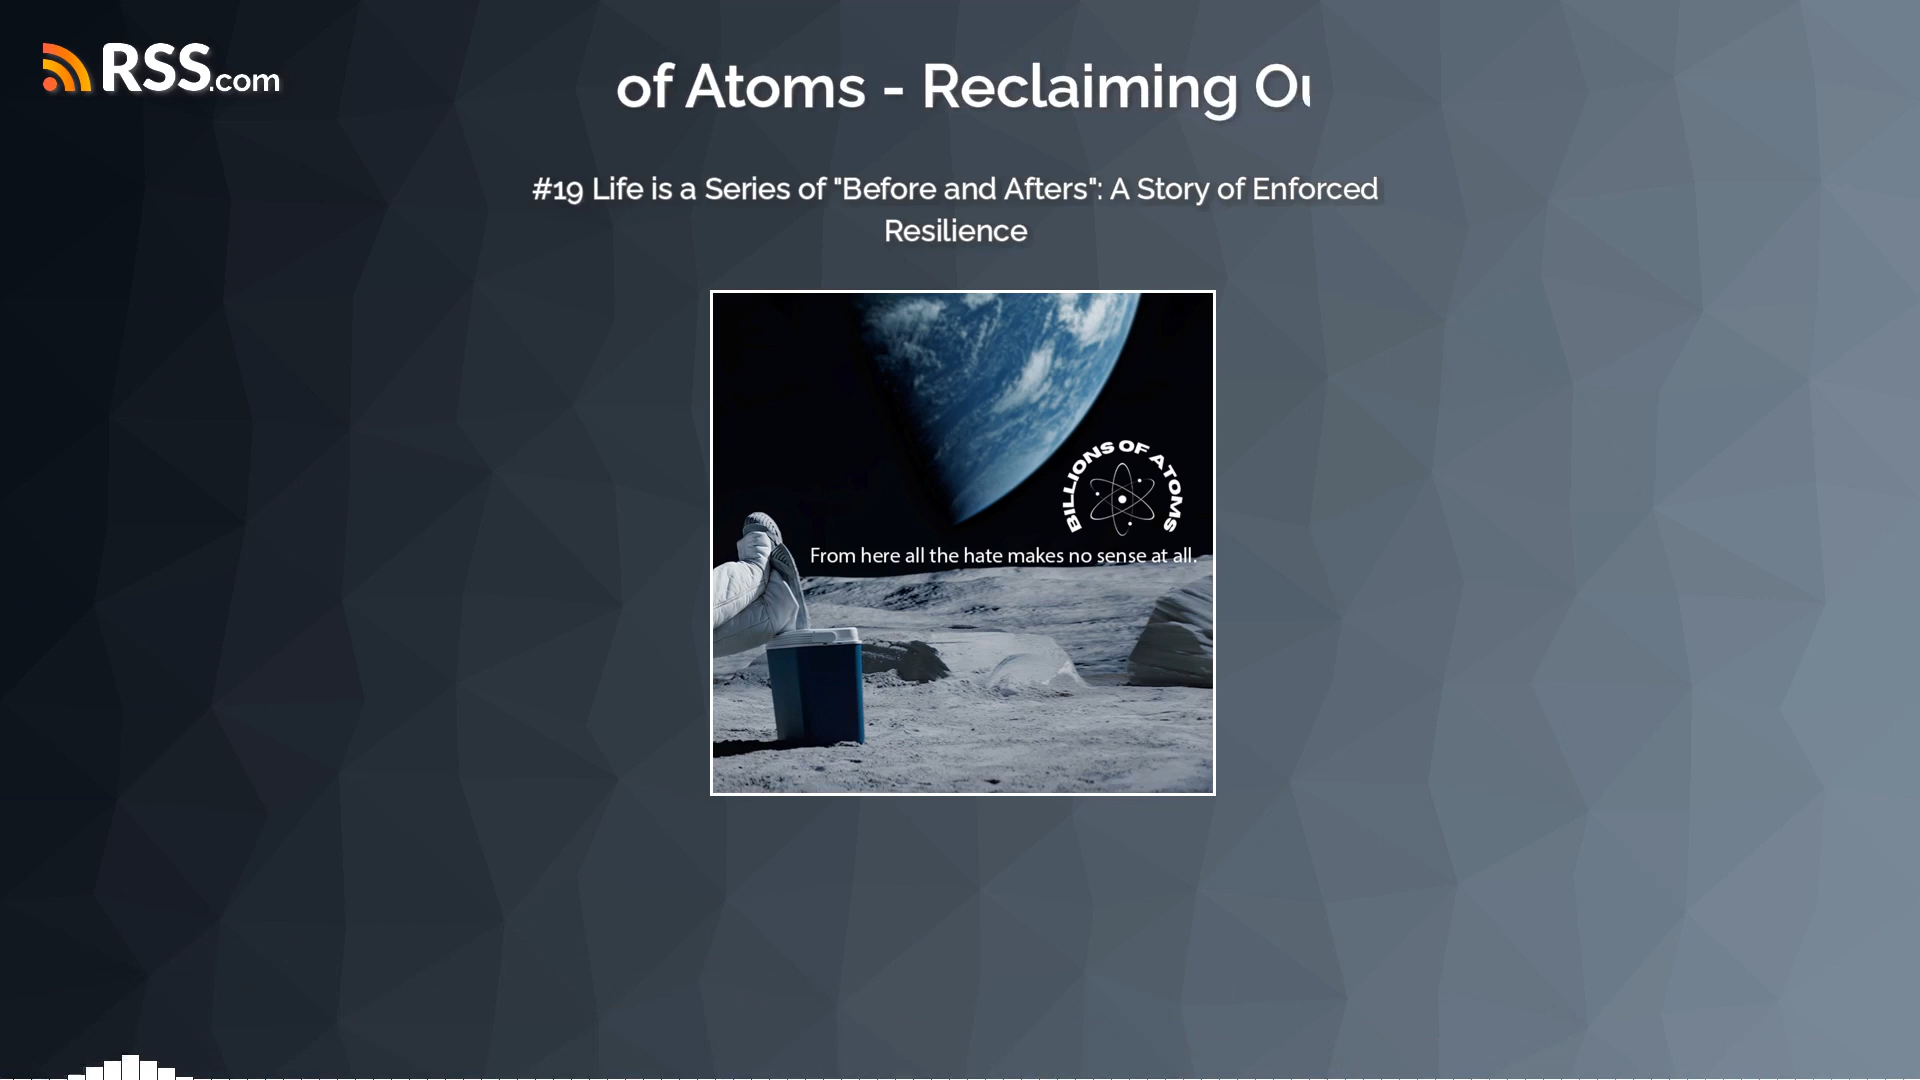 RSS.com
of Atoms - Reclaiming
#19 Life is a Series of "Before and Afters": A Story of Enforced
Resilience
BILLIONS OF ATOMS
From here all the hate makes no sense at all.